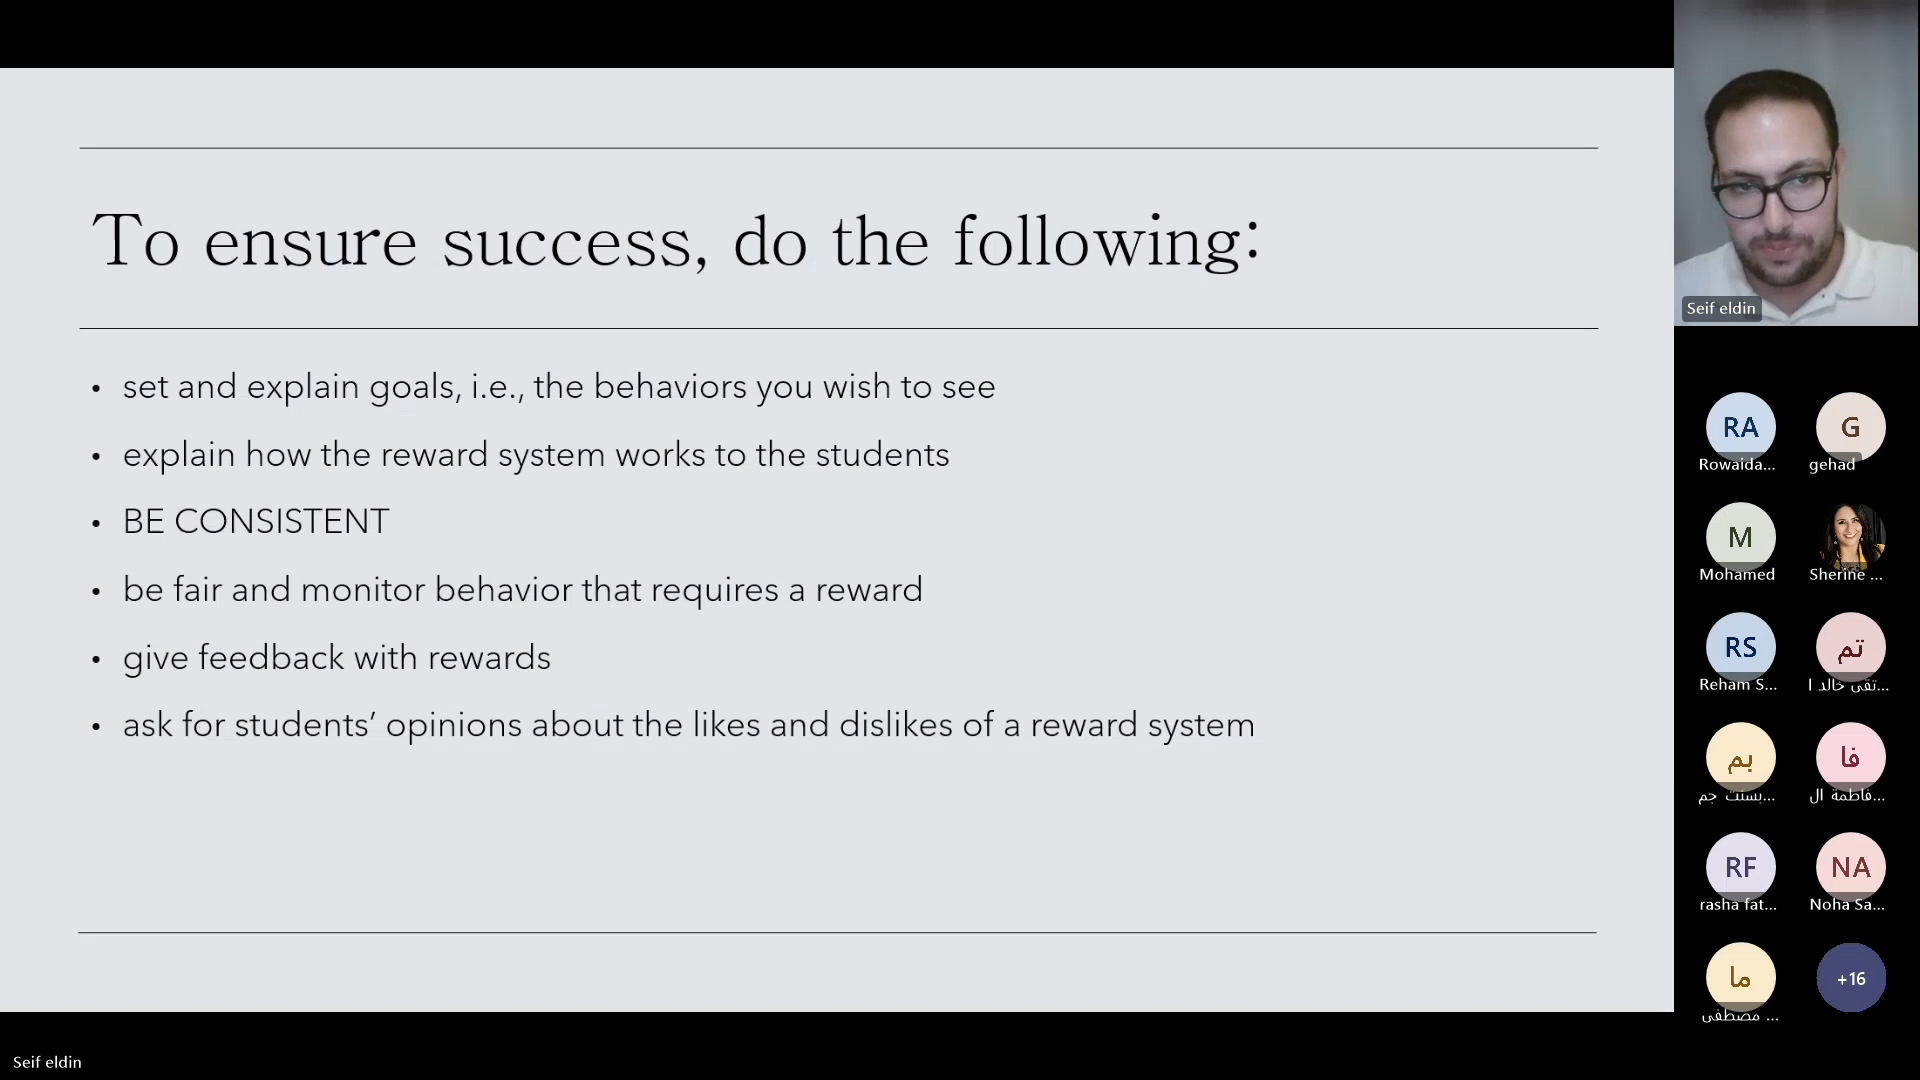 To ensure success, do the following:
• set and explain goals, i.e., the behaviors you wish to see
• explain how the reward system works to the students
• BE CONSISTENT
• be fair and monitor behavior that requires a reward
• give feedback with rewards
• ask for students’ opinions about the likes and dislikes of a reward system
Seif eldin
RA
G
Rowaida...
gehad
M
Mohamed
Sherine ...
RS
تم
Reham S...
تقى خالد ا...
بم
فا
بسنت جم...
فاطمة ال...
RF
NA
rasha fat...
Noha Sa...
ما
+16
مصطفى ...
Seif eldin